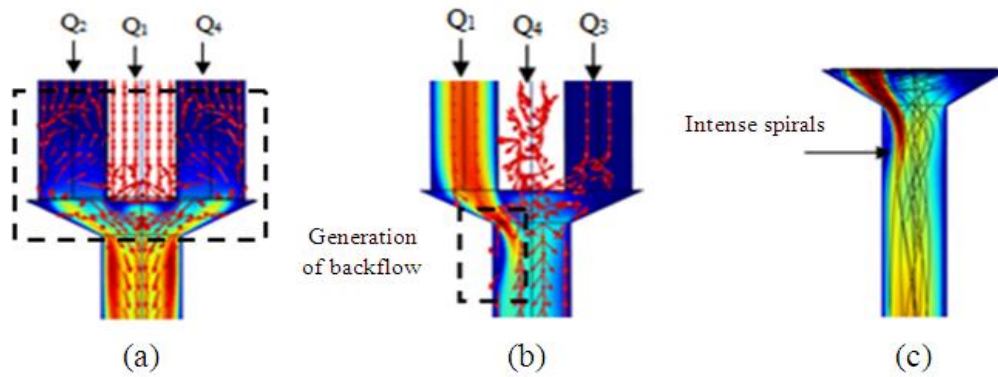 Q₂ Q₁ Q₄
Q₁ Q₄ Q₃
Intense spirals
Generation
of backflow
(a) (b) (c)